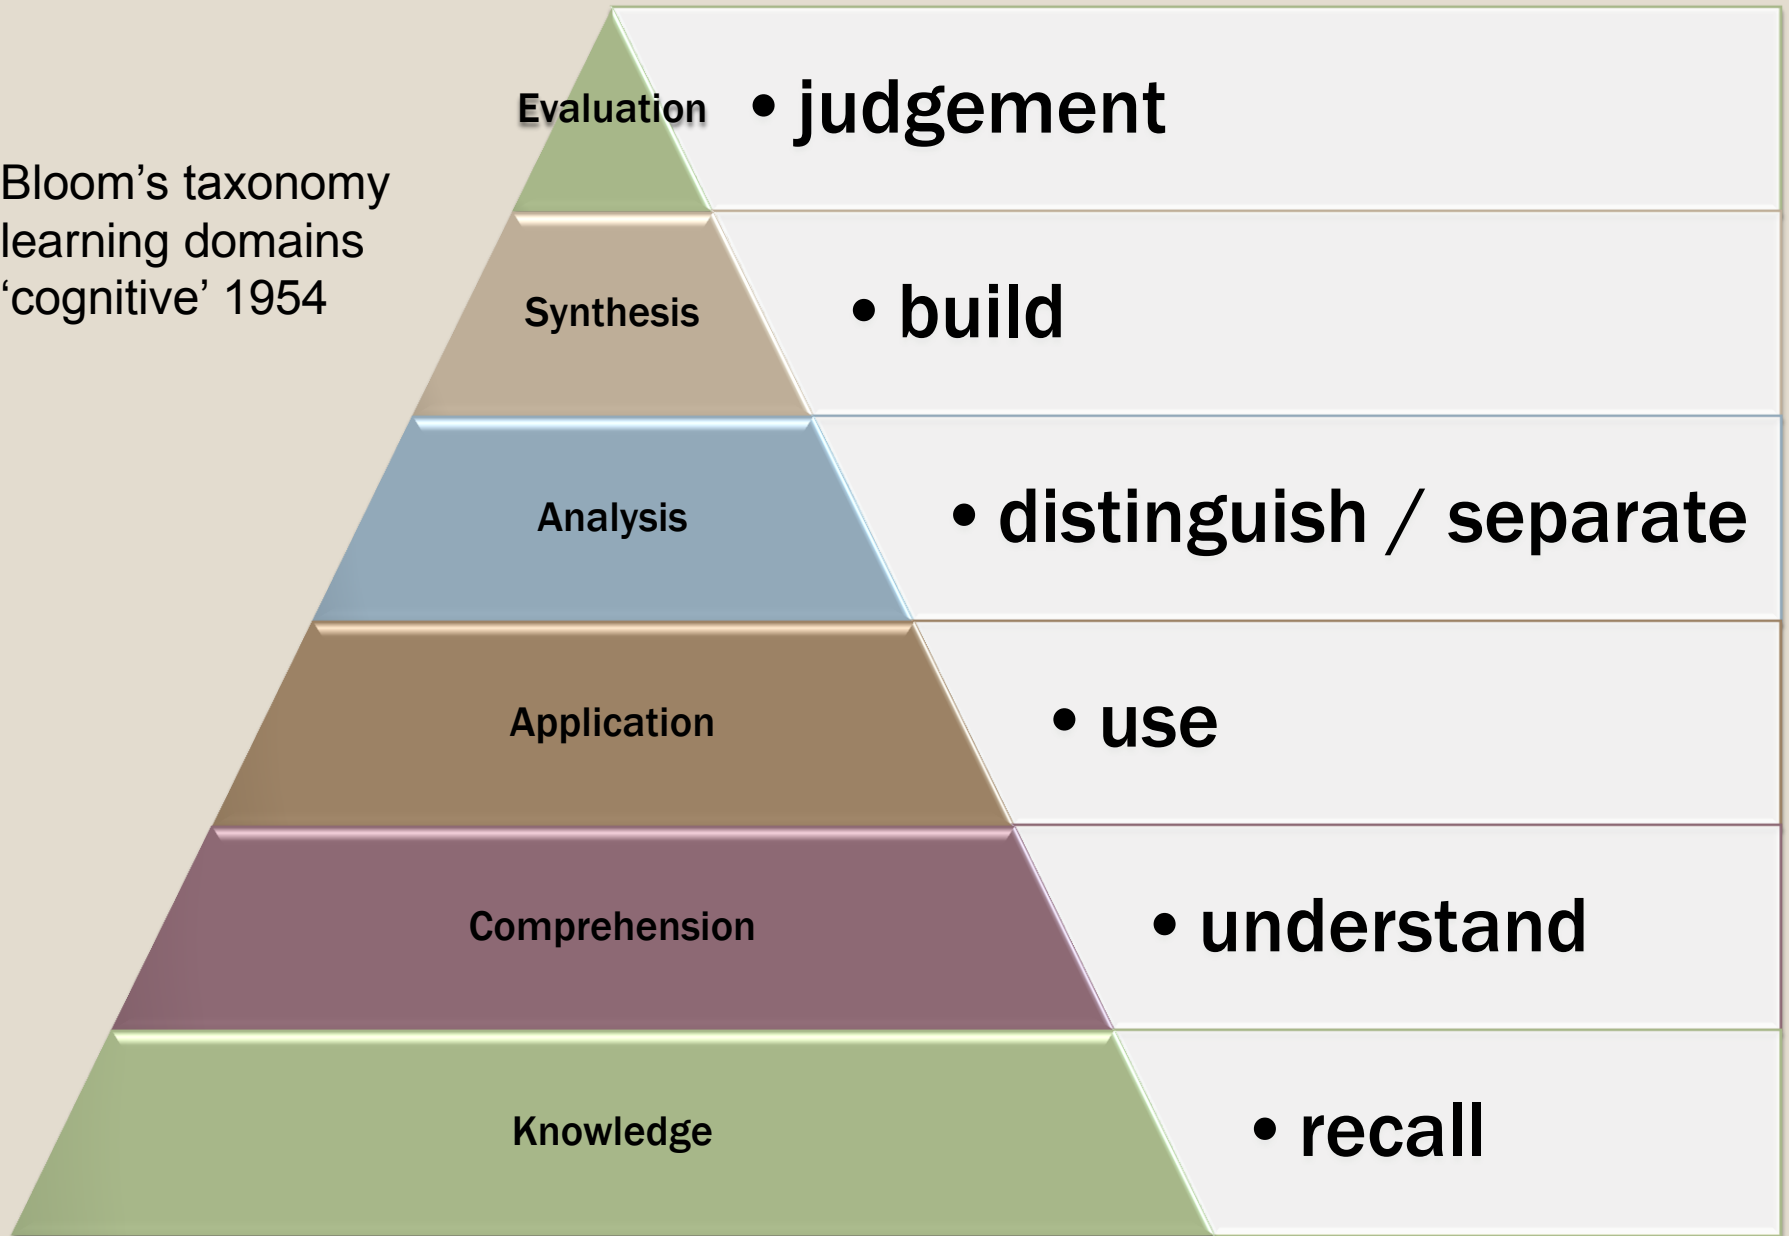 Bloom’s taxonomy
learning domains
‘cognitive’ 1954
Evaluation
• judgement
Synthesis
• build
Analysis
• distinguish / separate
Application
• use
Comprehension
• understand
Knowledge
• recall